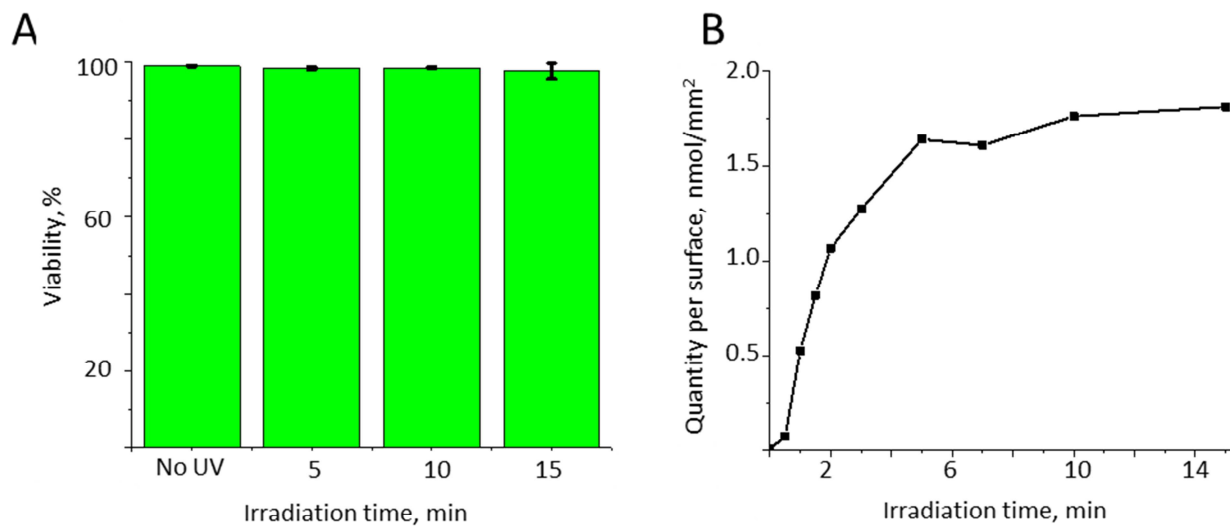 A
Viability, %
100
60
20
No UV 5 10 15
Irradiation time, min
B
Quantity per surface, nmol/mm²
2.0
1.5
1.0
0.5
2 6 10 14
Irradiation time, min